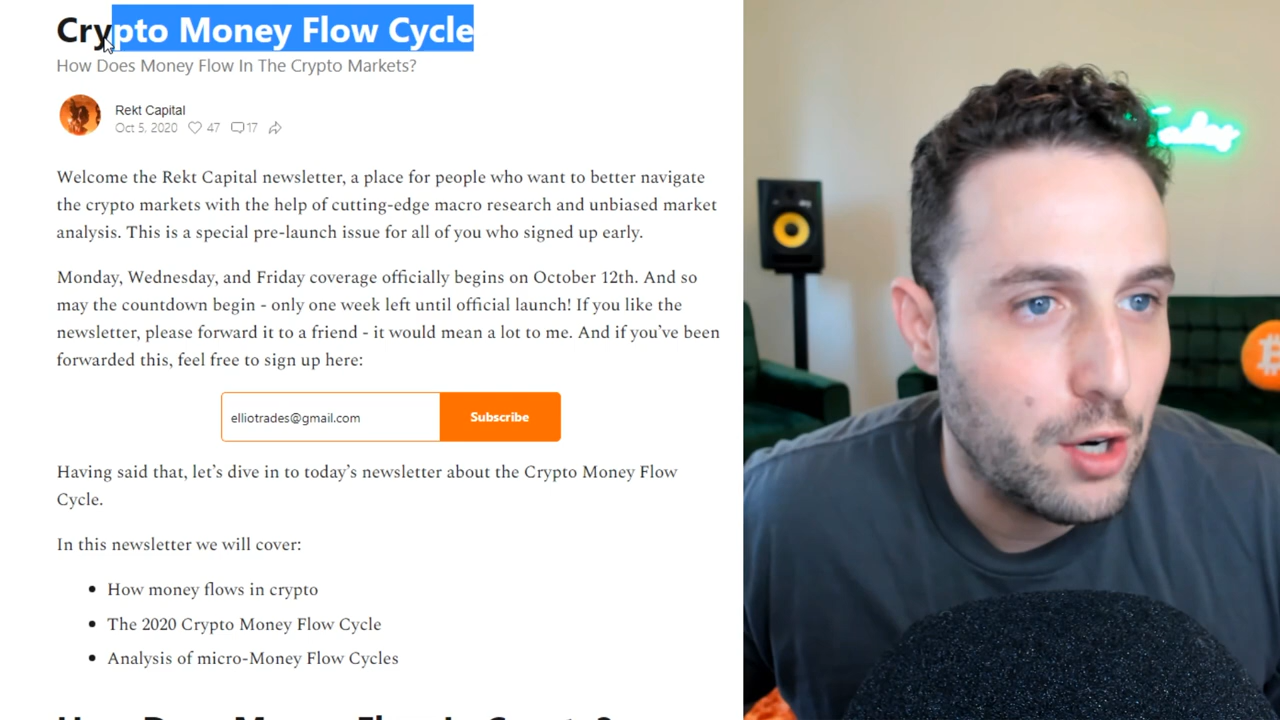 Crypto Money Flow Cycle
How Does Money Flow In The Crypto Markets?
Rekt Capital
Oct 5, 2020 47 17
Welcome the Rekt Capital newsletter, a place for people who want to better navigate
the crypto markets with the help of cutting-edge macro research and unbiased market
analysis. This is a special pre-launch issue for all of you who signed up early.
Monday, Wednesday, and Friday coverage officially begins on October 12th. And so
may the countdown begin - only one week left until official launch! If you like the
newsletter, please forward it to a friend - it would mean a lot to me. And if you’ve been
forwarded this, feel free to sign up here:
elliotrades@gmail.com Subscribe
Having said that, let’s dive in to today’s newsletter about the Crypto Money Flow
Cycle.
In this newsletter we will cover:
• How money flows in crypto
• The 2020 Crypto Money Flow Cycle
• Analysis of micro-Money Flow Cycles